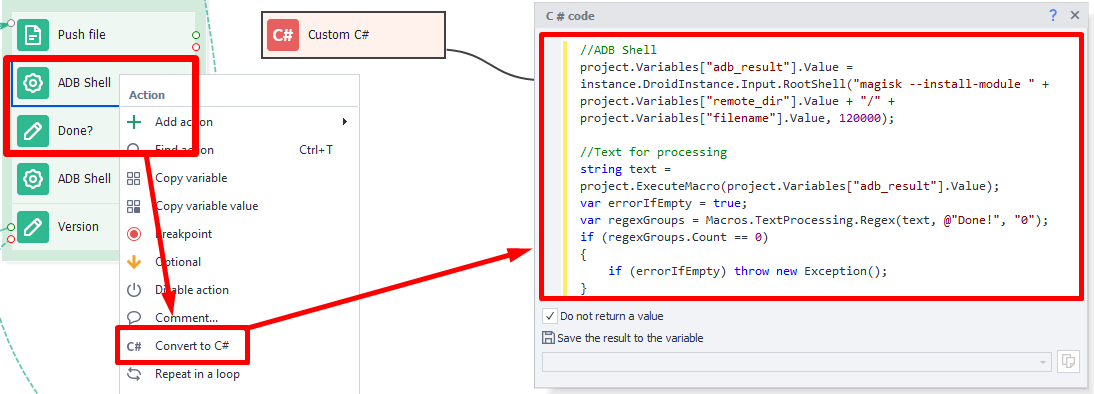 Push file
ADB Shell
Done?
ADB Shell
Version
Action
Add action
Find action Ctrl+T
Copy variable
Copy variable value
Breakpoint
Optional
Disable action
Comment...
C# Convert to C#
Repeat in a loop
C# Custom C#
C # code
? ×
//ADB Shell
project.Variables["adb_result"].Value =
instance.DroidInstance.Input.RootShell("magisk --install-module " +
project.Variables["remote_dir"].Value + "/" +
project.Variables["filename"].Value, 120000);
//Text for processing
string text =
project.ExecuteMacro(project.Variables["adb_result"].Value);
var errorIfEmpty = true;
var regexGroups = Macros.TextProcessing.Regex(text, @"Done!", "0");
if (regexGroups.Count == 0)
{
if (errorIfEmpty) throw new Exception();
}
Do not return a value
Save the result to the variable